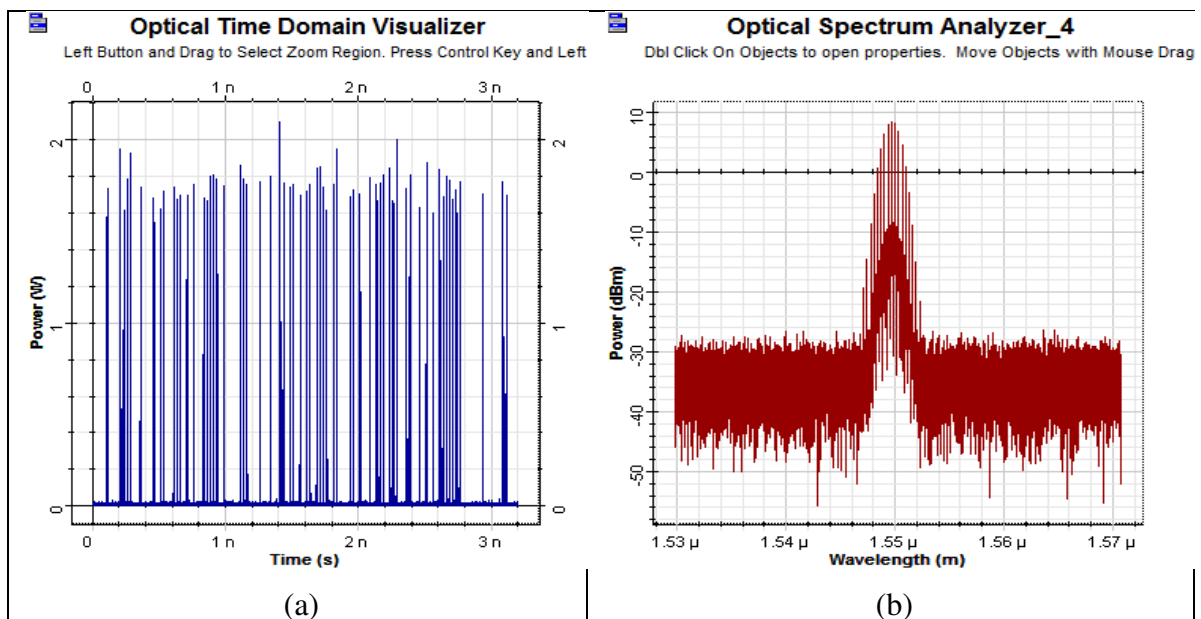 Optical Time Domain Visualizer
Left Button and Drag to Select Zoom Region. Press Control Key and Left
0 1 n 2 n 3 n
2 2
1 1
0 0
Power (W)
0 1 n 2 n 3 n
Time (s)
(a)
Optical Spectrum Analyzer_4
Dbl Click On Objects to open properties. Move Objects with Mouse Drag
10
0
-10
-20
-30
-40
-50
Power (dBm)
1.53 µ 1.54 µ 1.55 µ 1.56 µ 1.57 µ
Wavelength (m)
(b)